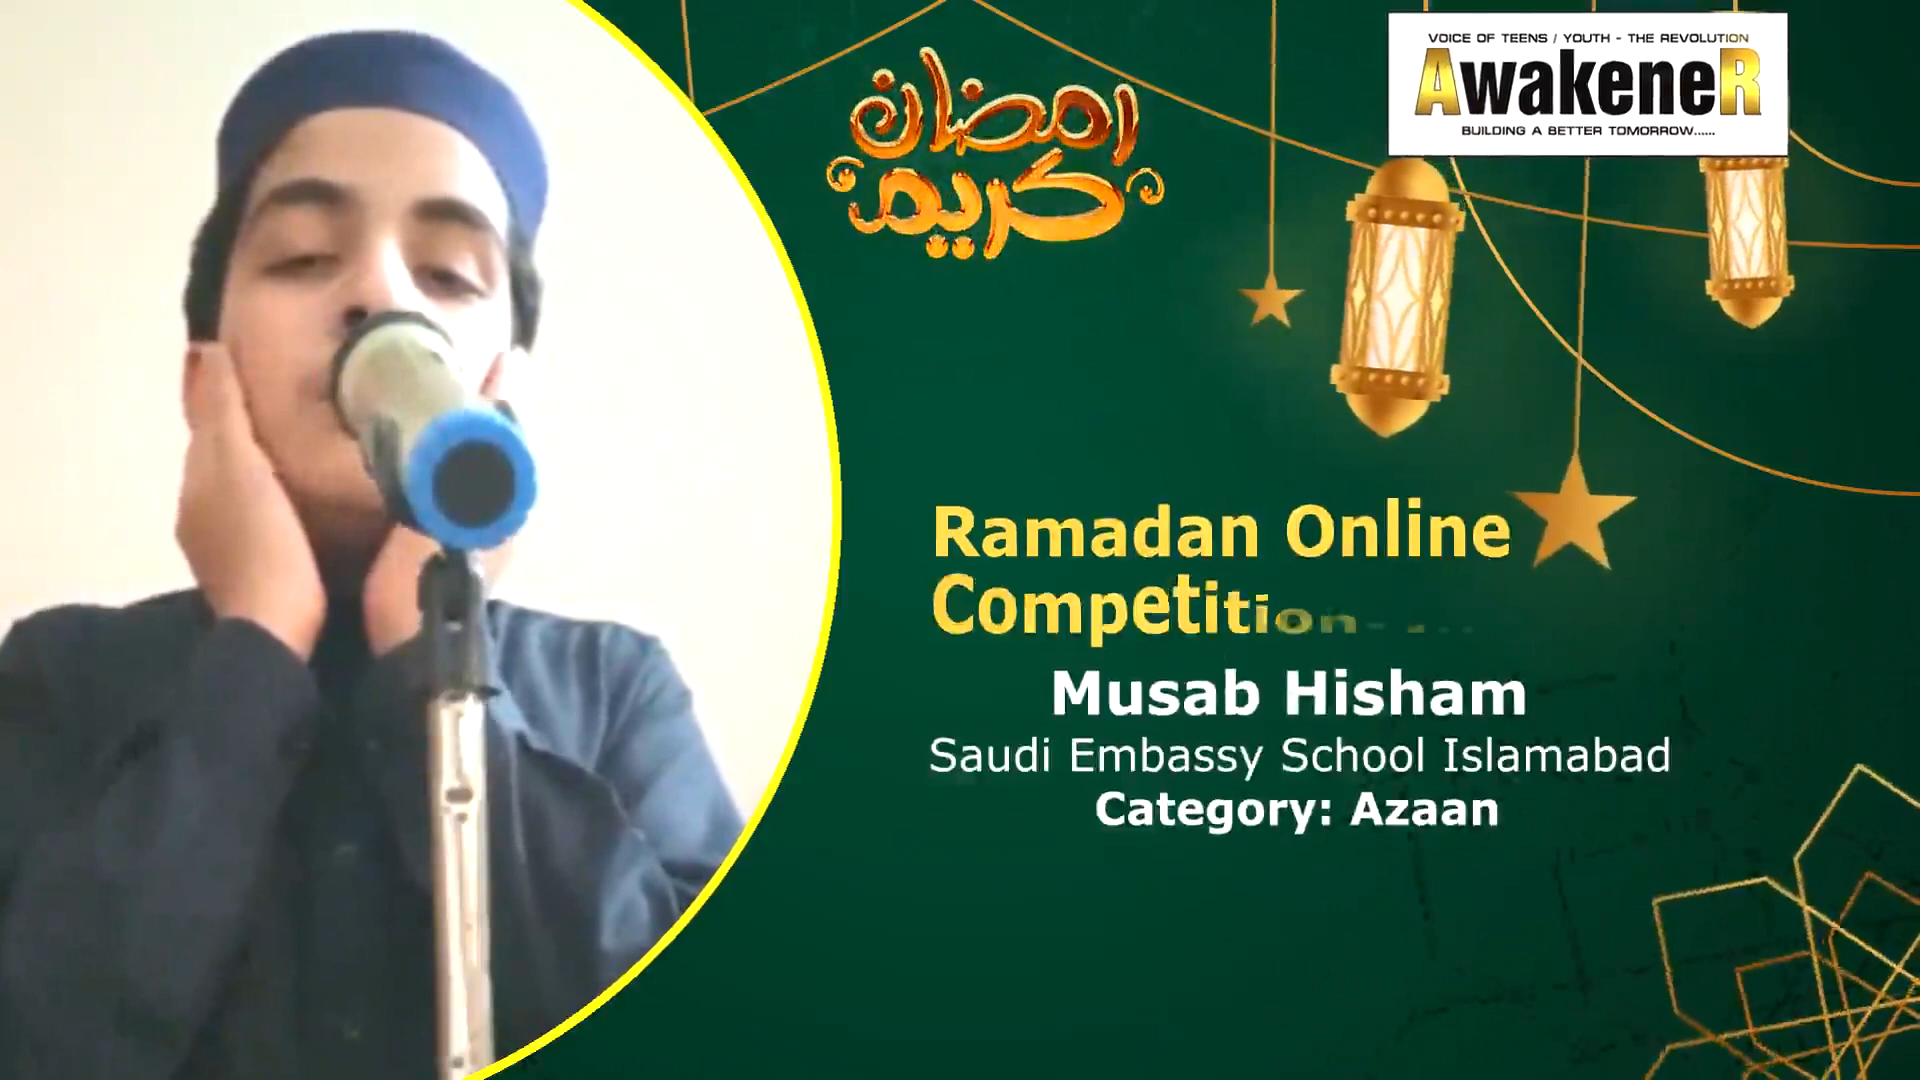 VOICE OF TEENS / YOUTH - THE REVOLUTION
AwakeneR
BUILDING A BETTER TOMORROW......
رمضان
كريم
Ramadan Online
Competition
Musab Hisham
Saudi Embassy School Islamabad
Category: Azaan